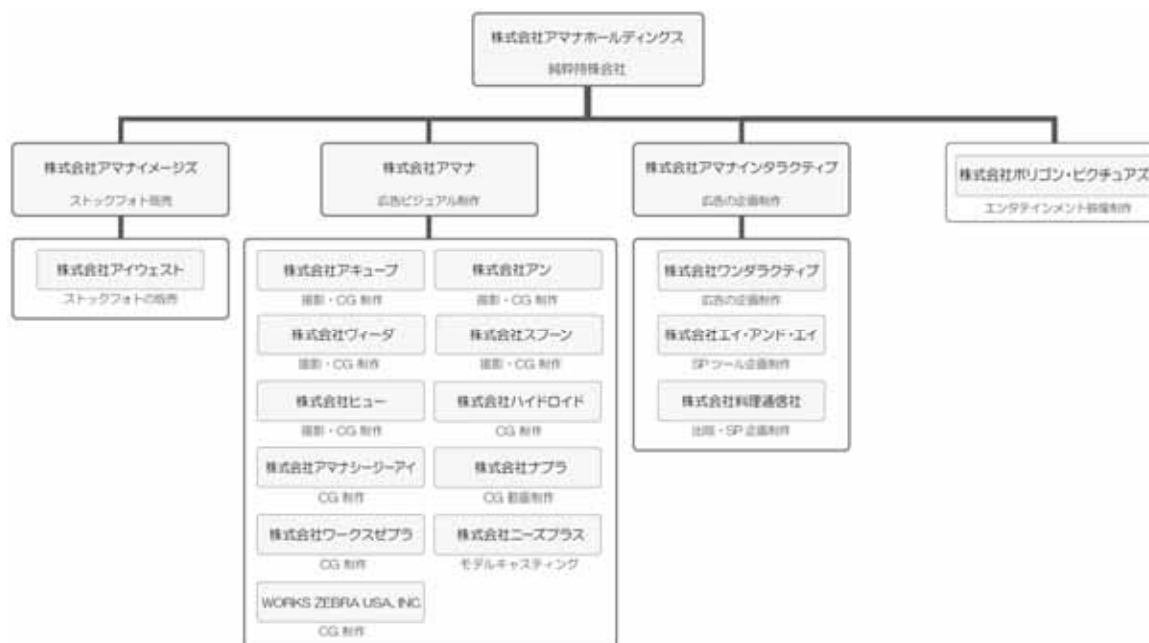 株式会社アマナホールディングス
純粋持株会社
株式会社アマナイメージズ
ストックフォト販売
株式会社アマナ
広告ビジュアル制作
株式会社アマナインタラクティブ
広告の企画制作
株式会社ポリゴン・ピクチュアズ
エンタテインメント映像制作
株式会社アイウェスト
ストックフォトの販売
株式会社アキューブ
撮影・CG 制作
株式会社アン
撮影・CG 制作
株式会社ヴィーダ
撮影・CG 制作
株式会社スプーン
撮影・CG 制作
株式会社ヒュー
撮影・CG 制作
株式会社ハイドロイド
CG 制作
株式会社アマナシージーアイ
CG 制作
株式会社ナブラ
CG 動画制作
株式会社ワークスゼブラ
CG 制作
株式会社ニーズプラス
モデルキャスティング
WORKS ZEBRA USA, INC.
CG 制作
株式会社ワンダラクティブ
広告の企画制作
株式会社エイ・アンド・エイ
SPツール企画制作
株式会社料理通信社
出版・SP 企画制作